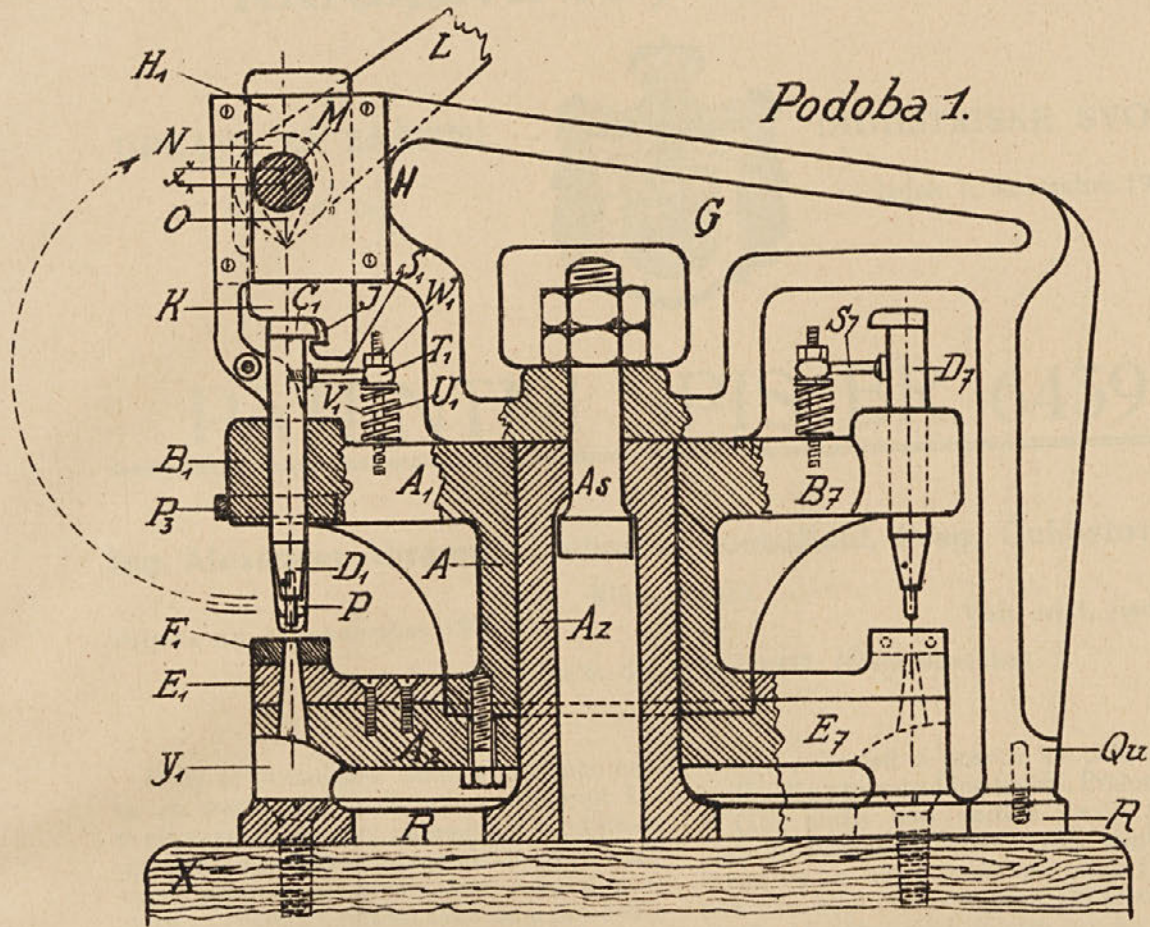 L
H₁
Podoba 1.
M
N
x
H
O
G
S₁
W₁
K
C₁
J
T₁
S₇
D₇
V₁
U₁
B₁
A₁
As
B₇
P₃
A
D₁
P
Az
F₁
E₁
A₂
E₇
Y₁
Qu
R
R
X